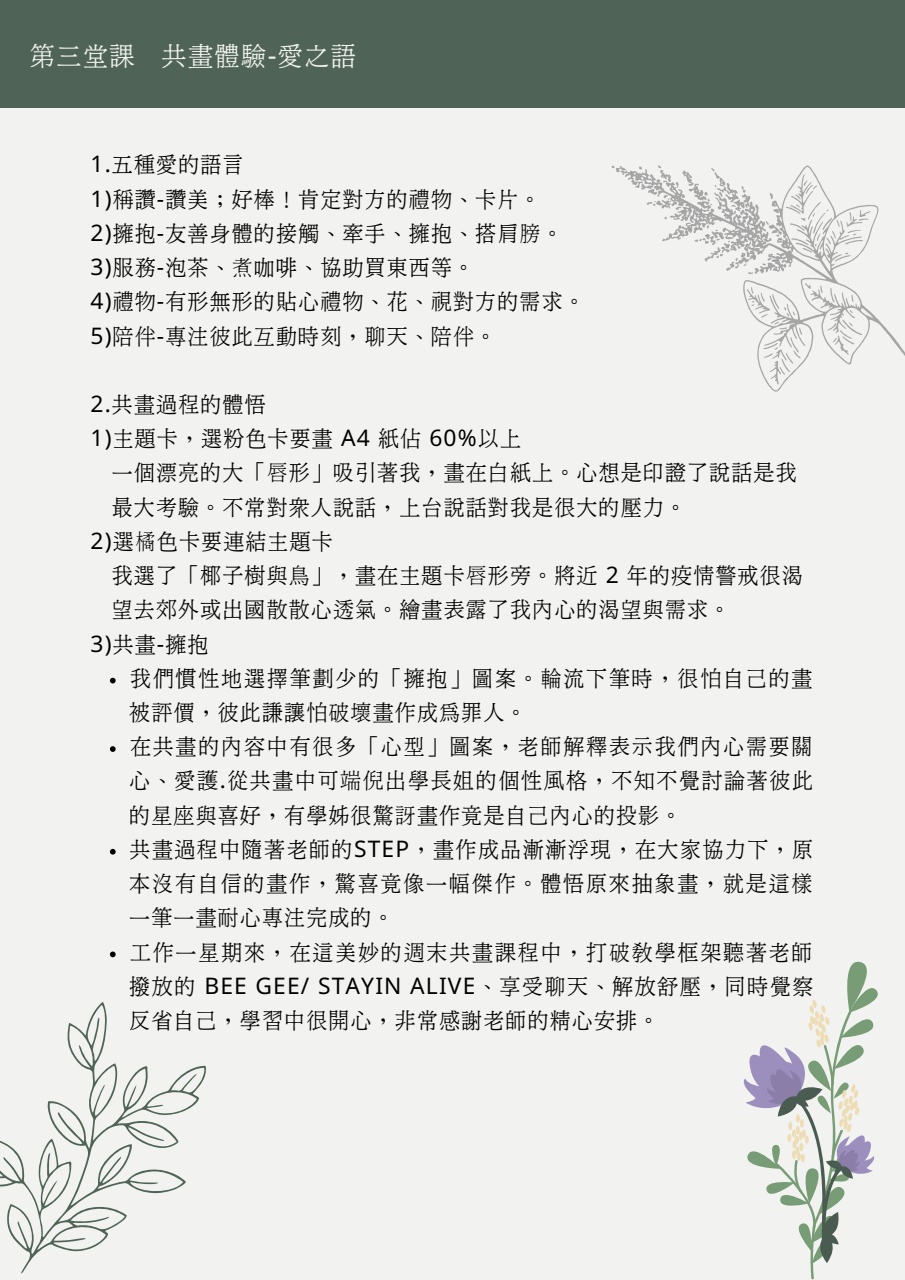 第三堂課　共畫體驗-愛之語
1.五種愛的語言
1)稱讚-讚美；好棒！肯定對方的禮物、卡片。
2)擁抱-友善身體的接觸、牽手、擁抱、搭肩膀。
3)服務-泡茶、煮咖啡、協助買東西等。
4)禮物-有形無形的貼心禮物、花、視對方的需求。
5)陪伴-專注彼此互動時刻，聊天、陪伴。
2.共畫過程的體悟
1)主題卡，選粉色卡要畫 A4 紙佔 60%以上
一個漂亮的大「唇形」吸引著我，畫在白紙上。心想是印證了說話是我
最大考驗。不常對眾人說話，上台說話對我是很大的壓力。
2)選橘色卡要連結主題卡
我選了「椰子樹與鳥」，畫在主題卡唇形旁。將近 2 年的疫情警戒很渴
望去郊外或出國散散心透氣。繪畫表露了我內心的渴望與需求。
3)共畫-擁抱
• 我們慣性地選擇筆劃少的「擁抱」圖案。輪流下筆時，很怕自己的畫
被評價，彼此謙讓怕破壞畫作成為罪人。
• 在共畫的內容中有很多「心型」圖案，老師解釋表示我們內心需要關
心、愛護.從共畫中可端倪出學長姐的個性風格，不知不覺討論著彼此
的星座與喜好，有學姊很驚訝畫作竟是自己內心的投影。
• 共畫過程中隨著老師的STEP，畫作成品漸漸浮現，在大家協力下，原
本沒有自信的畫作，驚喜竟像一幅傑作。體悟原來抽象畫，就是這樣
一筆一畫耐心專注完成的。
• 工作一星期來，在這美妙的週末共畫課程中，打破教學框架聽著老師
撥放的 BEE GEE/ STAYIN ALIVE、享受聊天、解放舒壓，同時覺察
反省自己，學習中很開心，非常感謝老師的精心安排。